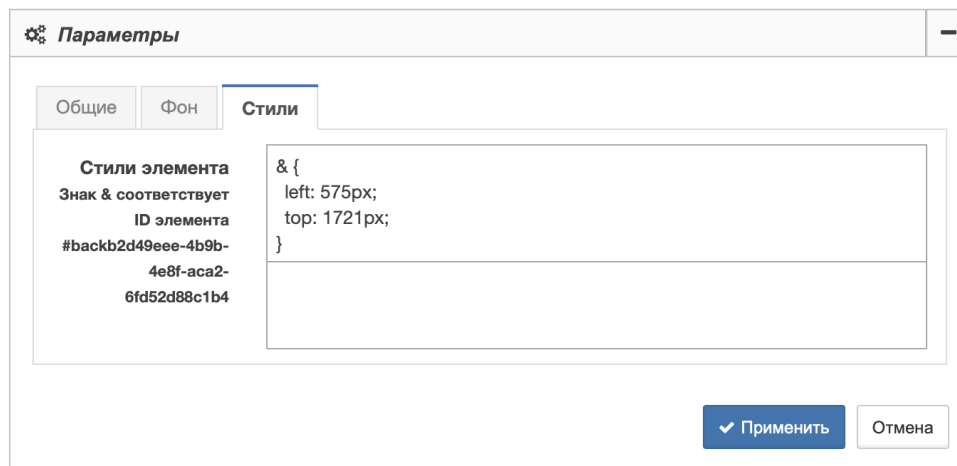 Параметры
Общие
Фон
Стили
Стили элемента
Знак & соответствует
ID элемента
#backb2d49eee-4b9b-
4e8f-aca2-
6fd52d88c1b4
& {
left: 575px;
top: 1721px;
}
Применить
Отмена